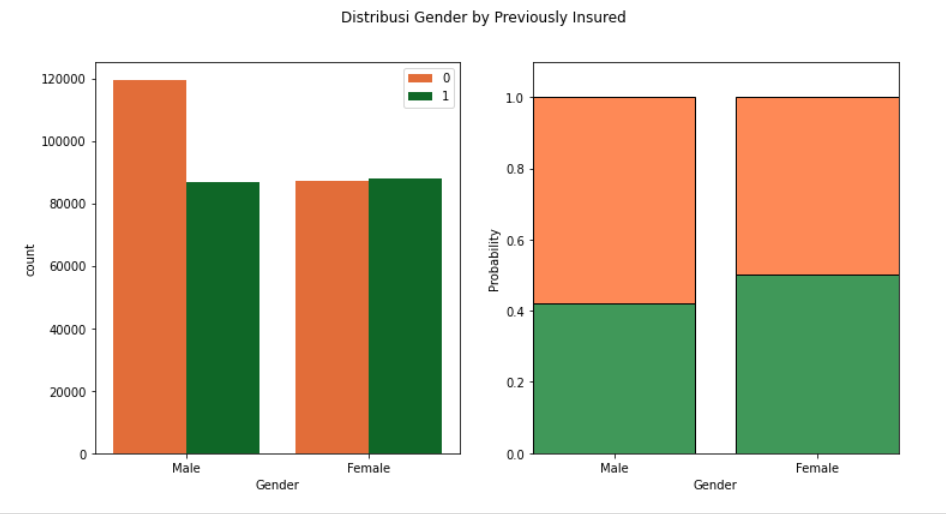 Distribusi Gender by Previously Insured
120000
100000
80000
60000
40000
20000
0
count
0
1
Male
Female
Gender
1.0
0.8
0.6
0.4
0.2
0.0
Probability
Male
Female
Gender